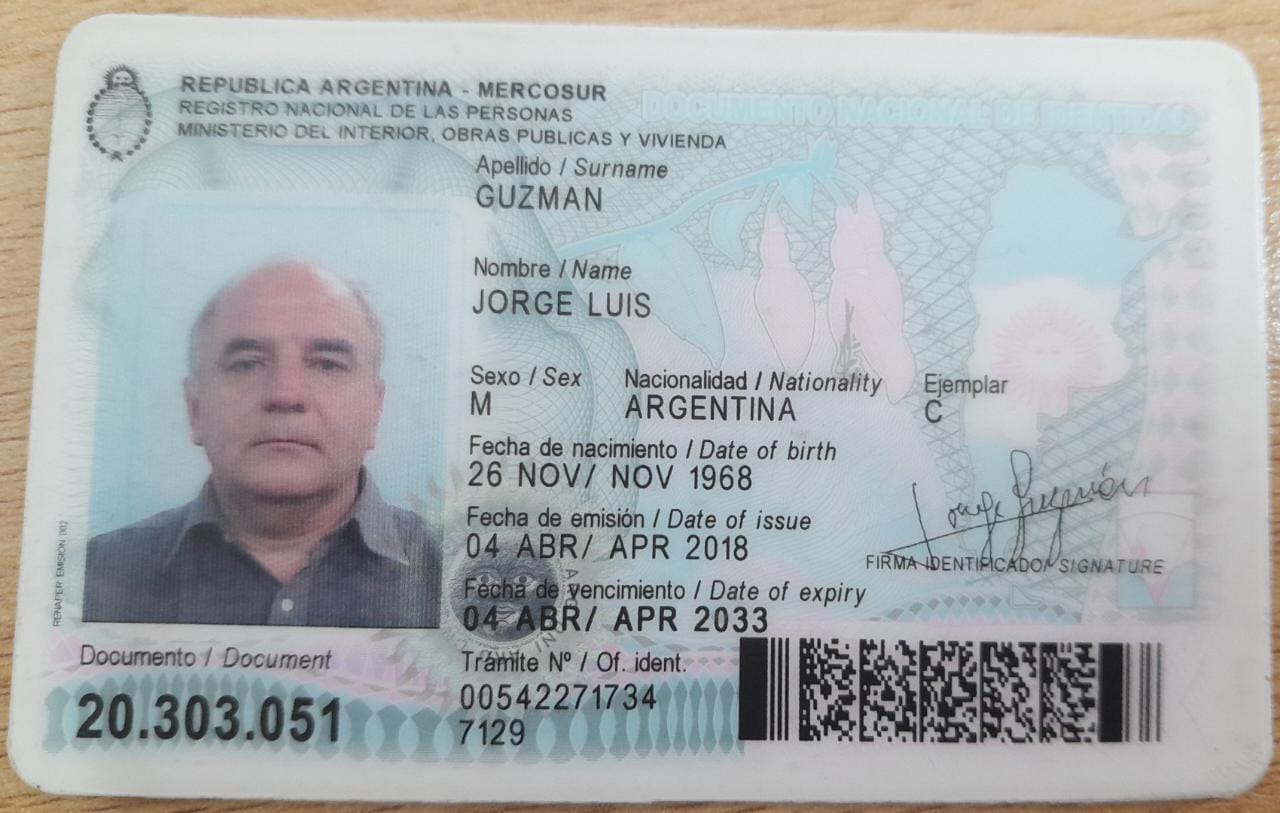 REPUBLICA ARGENTINA - MERCOSUR
REGISTRO NACIONAL DE LAS PERSONAS
MINISTERIO DEL INTERIOR, OBRAS PUBLICAS Y VIVIENDA
DOCUMENTO NACIONAL DE IDENTIDAD
Apellido / Surname
GUZMAN
Nombre / Name
JORGE LUIS
Sexo / Sex Nacionalidad / Nationality Ejemplar
M ARGENTINA C
Fecha de nacimiento / Date of birth
26 NOV/ NOV 1968
Fecha de emisión / Date of issue
04 ABR/ APR 2018
Jorge Guzmán
FIRMA IDENTIFICADO/ SIGNATURE
Fecha de vencimiento / Date of expiry
04 ABR/ APR 2033
RENAPER EMISIÓN 002
Documento / Document
20.303.051
Trámite Nº / Of. ident.
00542271734
7129